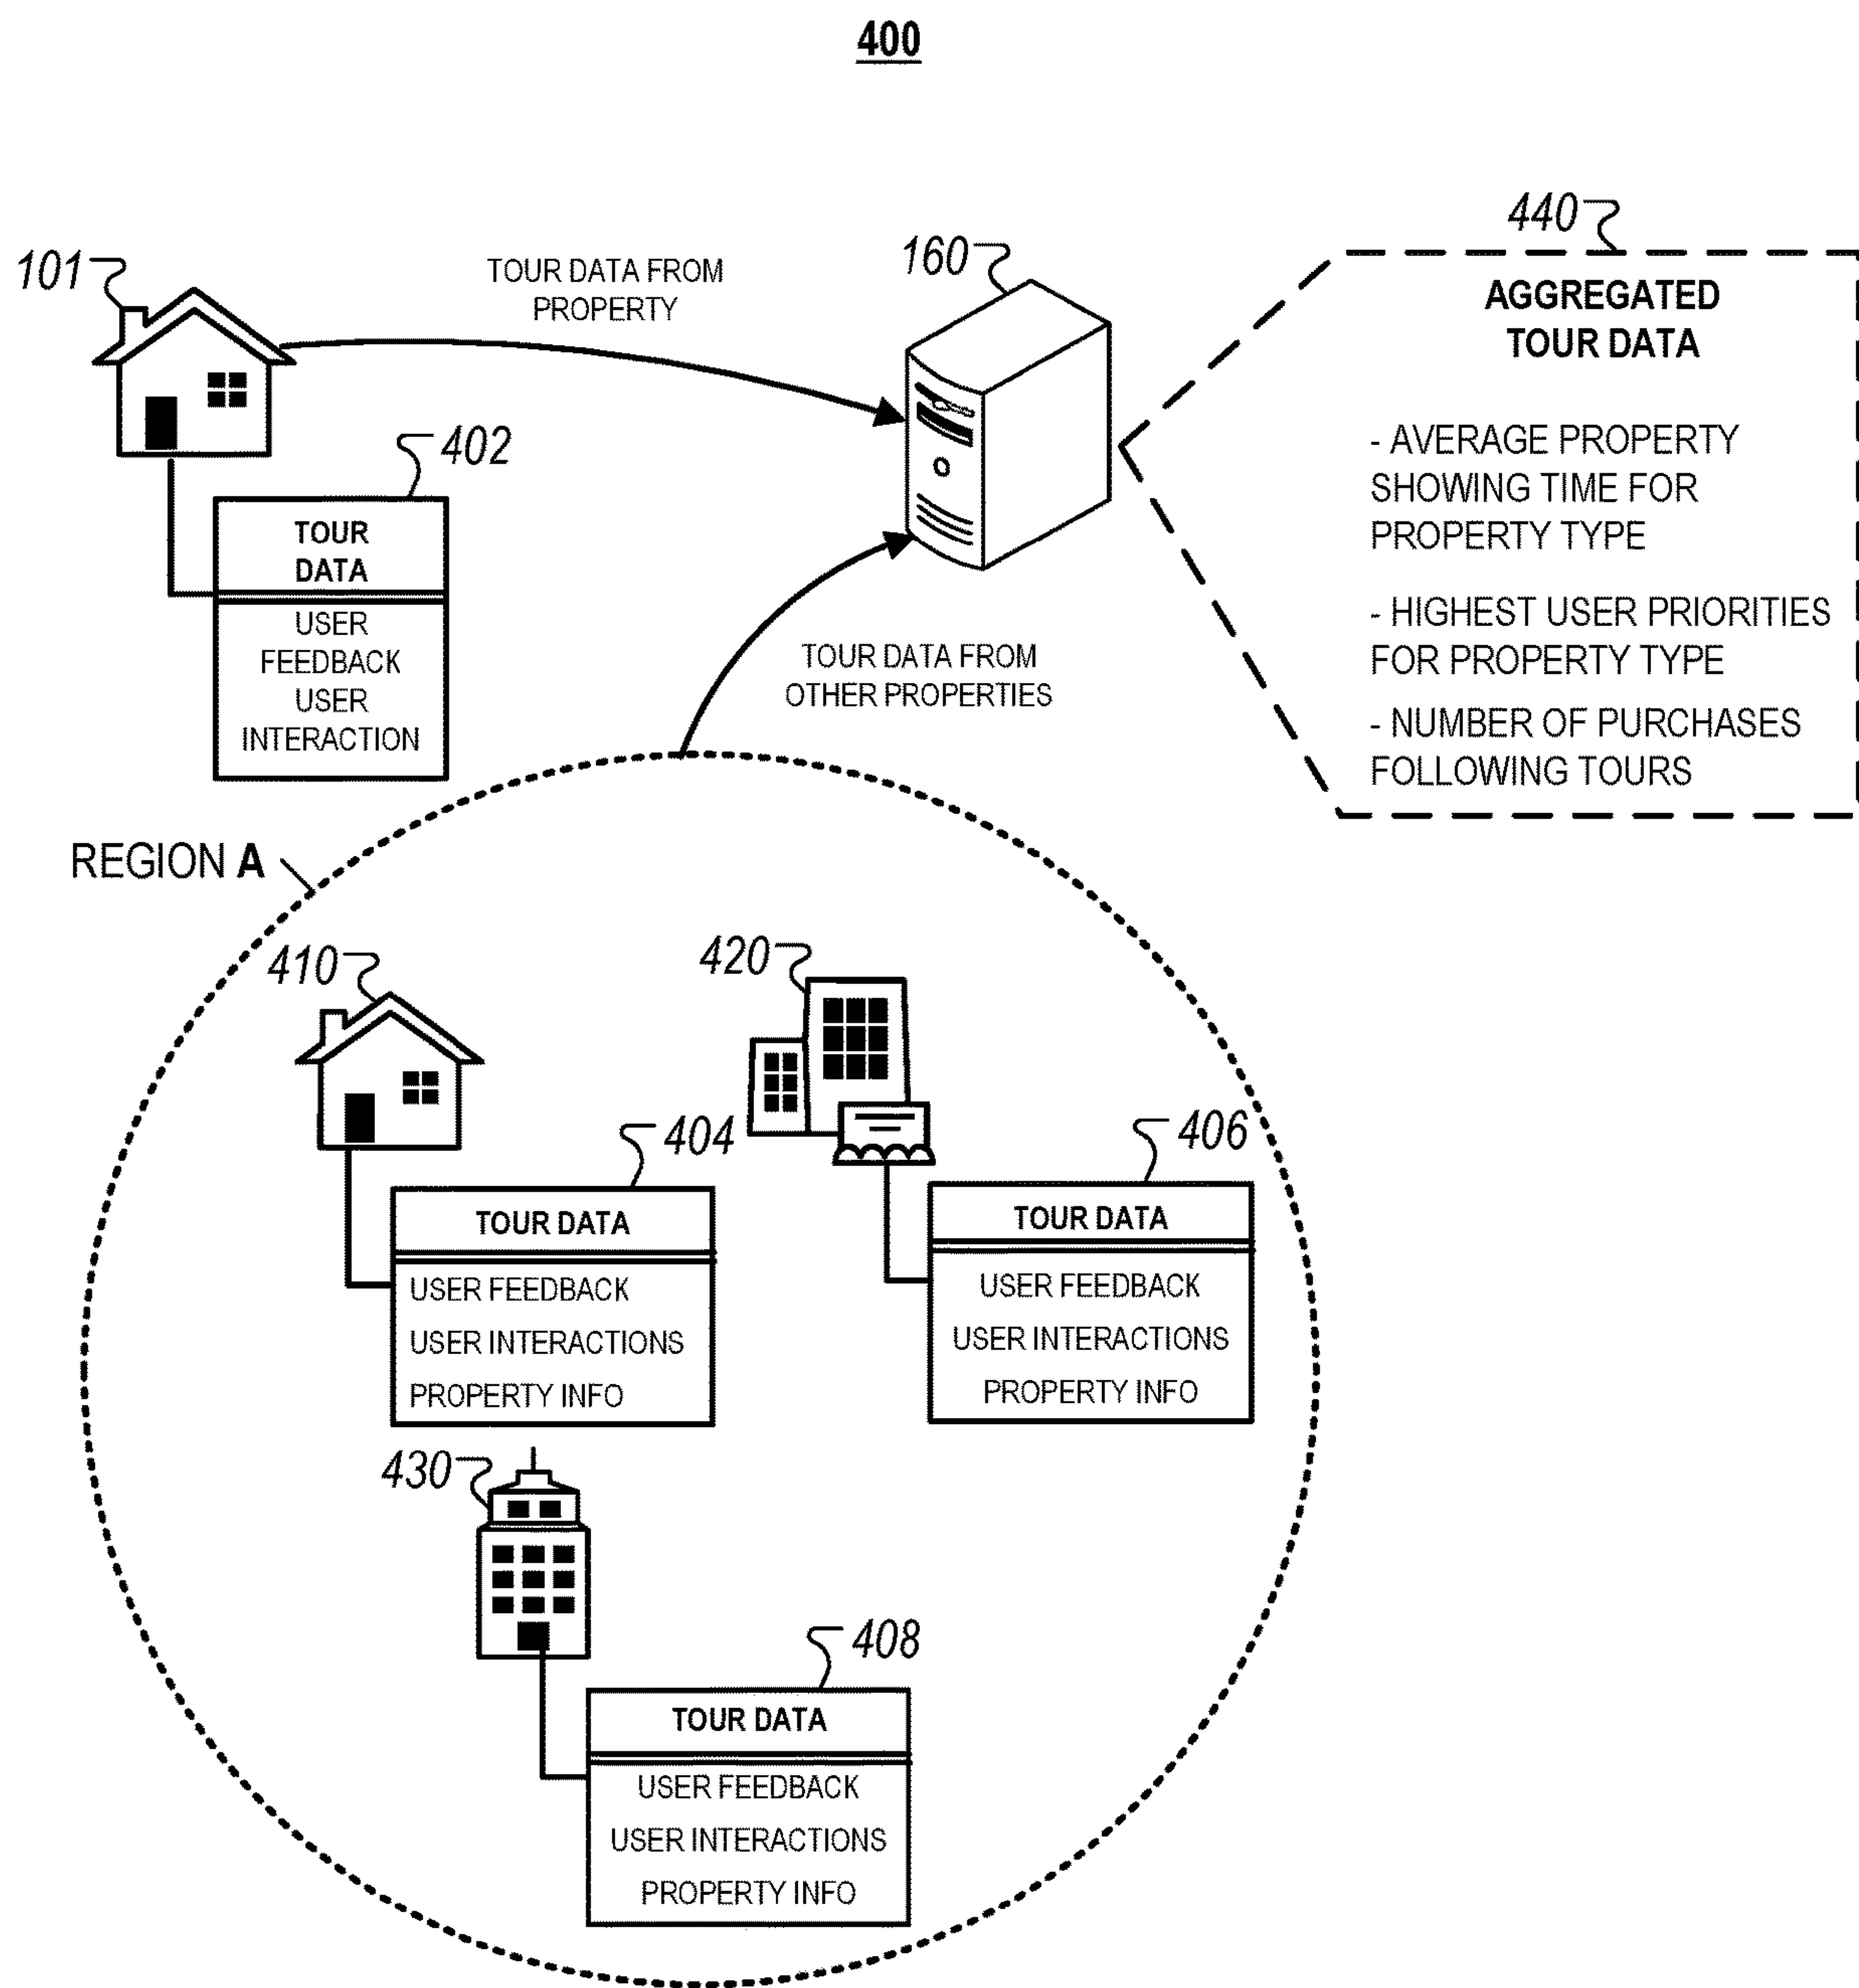 400
101
TOUR DATA FROM
PROPERTY
160
440
AGGREGATED
TOUR DATA
- AVERAGE PROPERTY
SHOWING TIME FOR
PROPERTY TYPE
- HIGHEST USER PRIORITIES
FOR PROPERTY TYPE
- NUMBER OF PURCHASES
FOLLOWING TOURS
402
TOUR
DATA
USER
FEEDBACK
USER
INTERACTION
TOUR DATA FROM
OTHER PROPERTIES
REGION A
410
404
TOUR DATA
USER FEEDBACK
USER INTERACTIONS
PROPERTY INFO
420
406
TOUR DATA
USER FEEDBACK
USER INTERACTIONS
PROPERTY INFO
430
408
TOUR DATA
USER FEEDBACK
USER INTERACTIONS
PROPERTY INFO